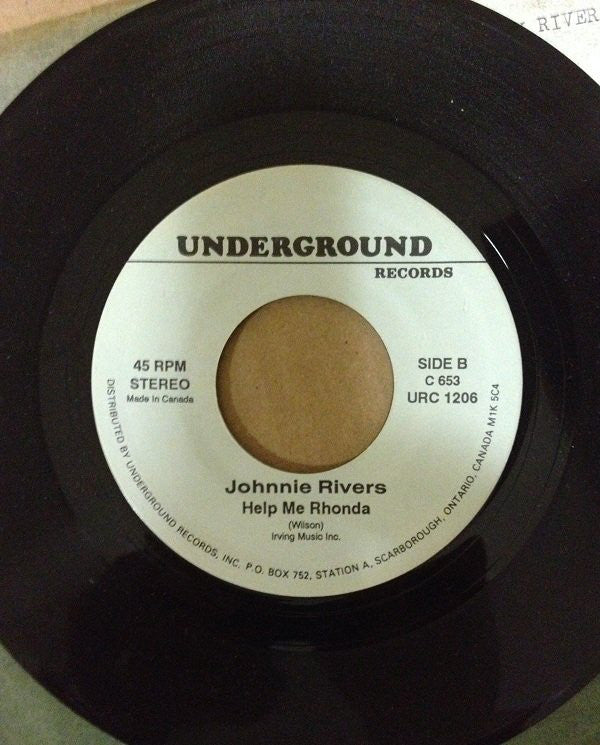 RIVER
UNDERGROUND
RECORDS
45 RPM
STEREO
Made In Canada
SIDE B
C 653
URC 1206
Johnnie Rivers
Help Me Rhonda
(Wilson)
Irving Music Inc.
DISTRIBUTED BY UNDERGROUND RECORDS, INC. P.O. BOX 752, STATION A, SCARBOROUGH, ONTARIO, CANADA M1K 5C4